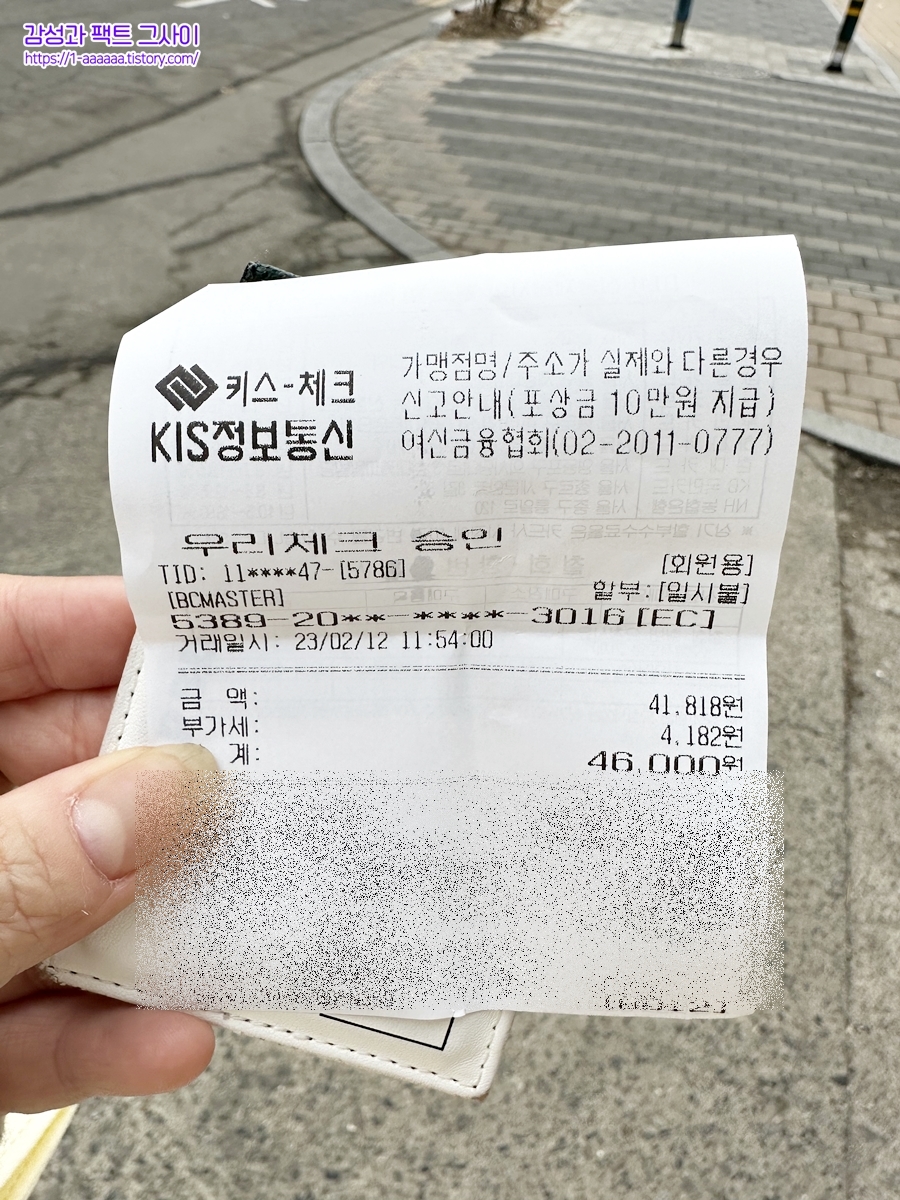 감성과 팩트 그사이
https://1-aaaaaa.tistory.com/
키스-체크
KIS정보통신
가맹점명/주소가 실제와 다른경우
신고안내(포상금 10만원 지급)
여신금융협회(02-2011-0777)
우리체크 승인
TID: 11****47-[5786]
[회원용]
[BCMASTER]
할부:[일시불]
5389-20**-****-3016[EC]
거래일시: 23/02/12 11:54:00
금 액: 41,818원
부가세: 4,182원
계: 46,000원